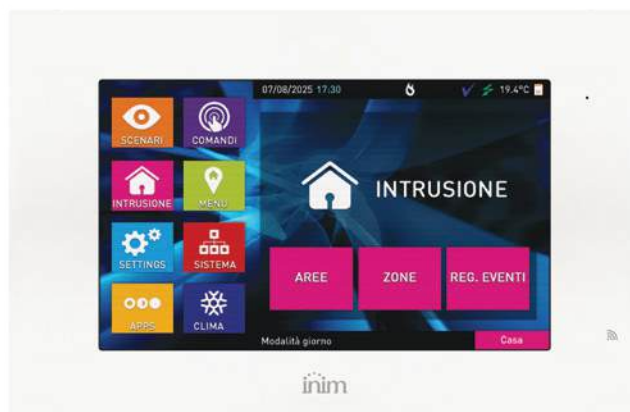 07/08/2025 17:30
19.4°C
SCENARI
COMANDI
INTRUSIONE
MENU
SETTINGS
SISTEMA
APPS
CLIMA
INTRUSIONE
AREE
ZONE
REG. EVENTI
Modalità giorno
Casa
inim